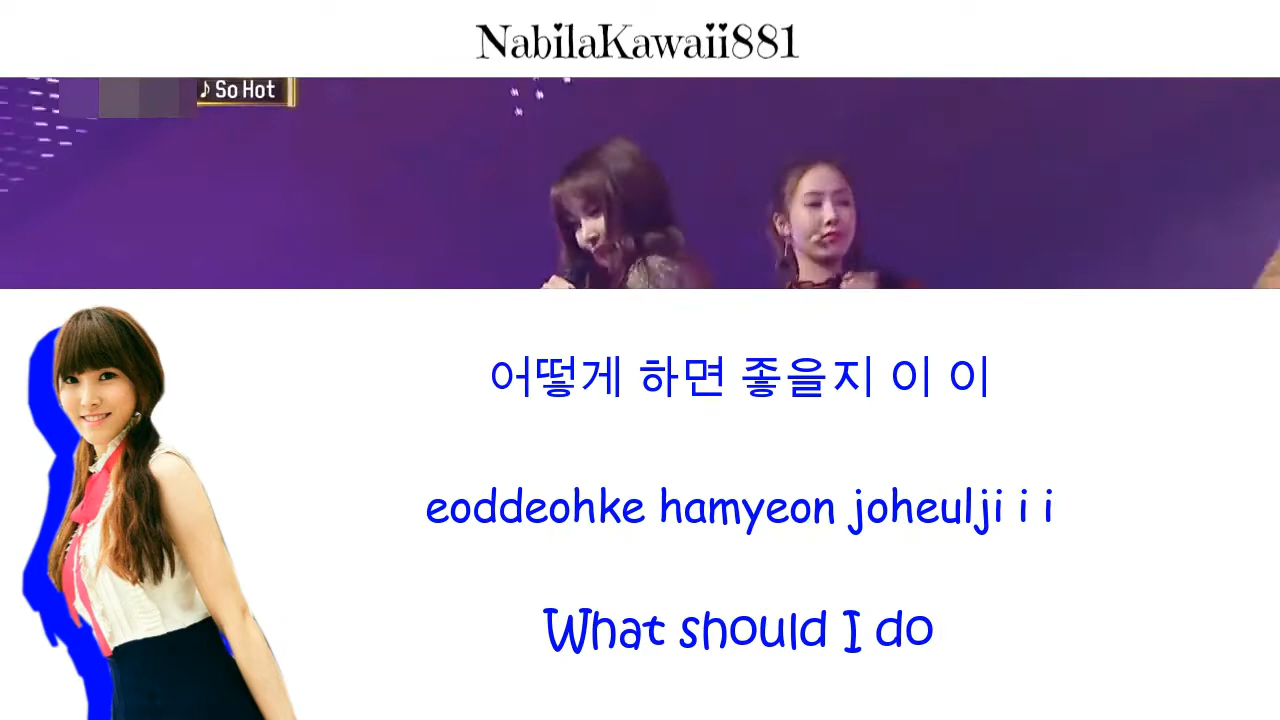 NabilaKawaii881
♪ So Hot
어떻게 하면 좋을지 이 이
eoddeohke hamyeon joheulji i i
What should I do